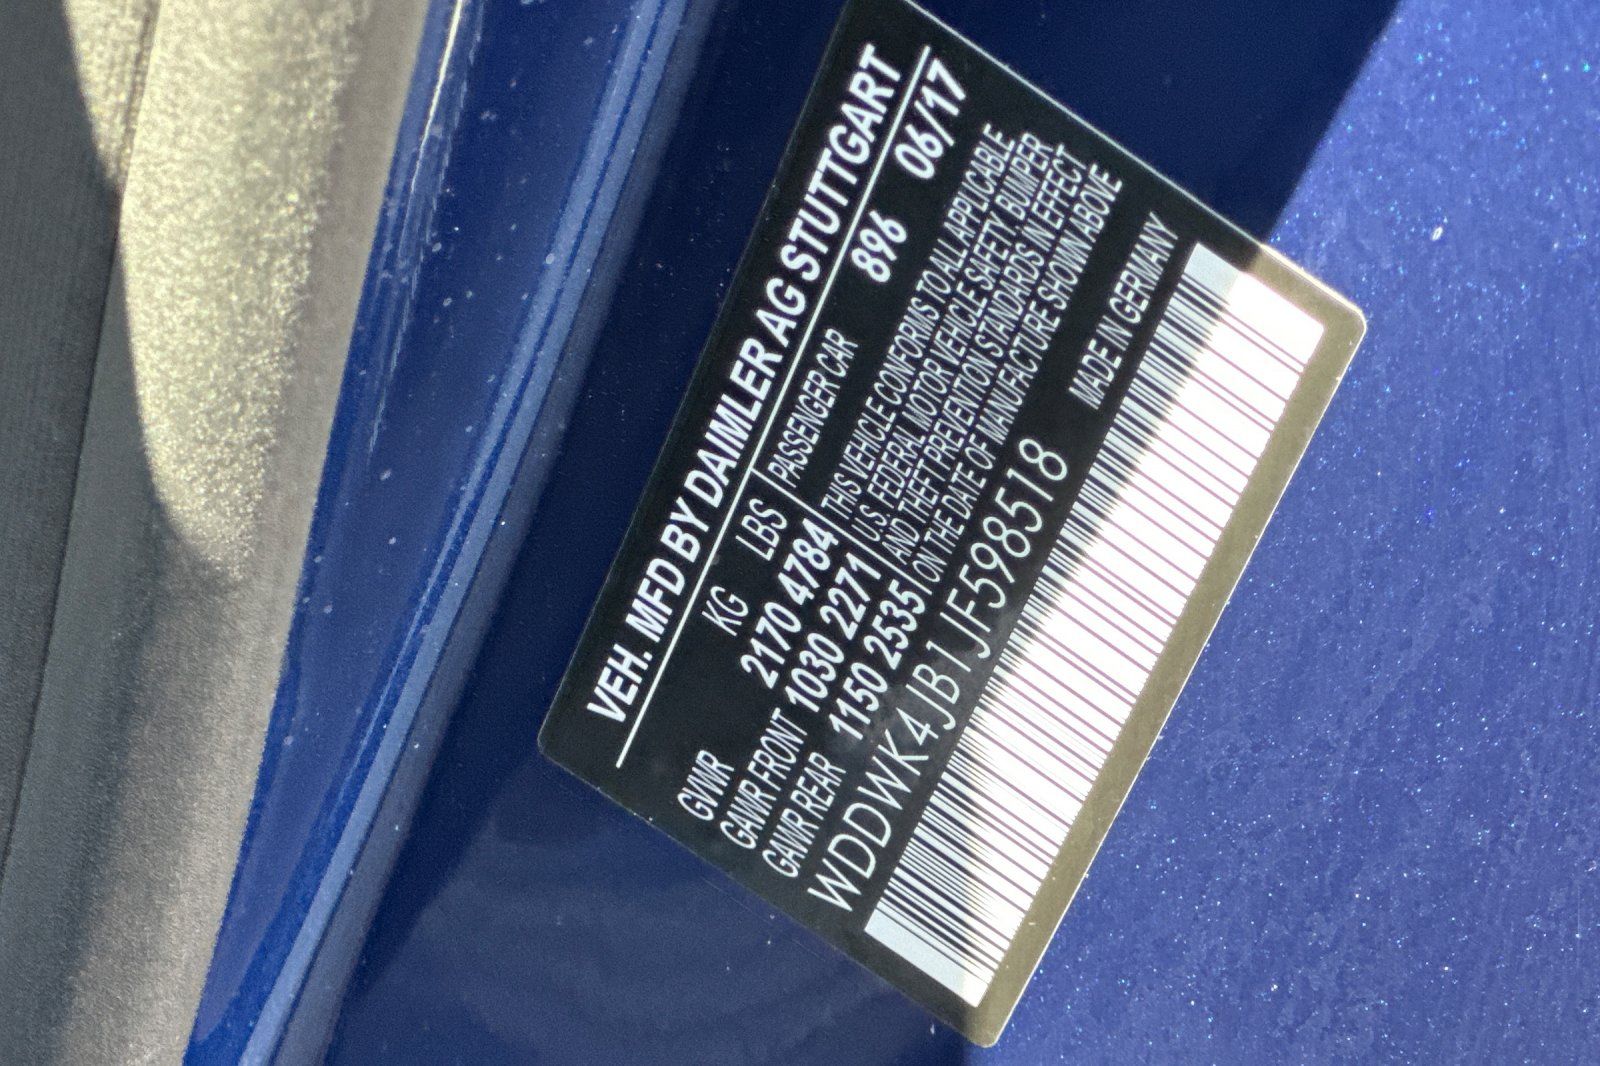 VEH. MFD BY DAIMLER AG STUTTGART
KG LBS PASSENGER CAR 896 06/17
GVWR 2170 4784
GAWR FRONT 1030 2271
GAWR REAR 1150 2535
THIS VEHICLE CONFORMS TO ALL APPLICABLE
U.S. FEDERAL MOTOR VEHICLE SAFETY, BUMPER
AND THEFT PREVENTION STANDARDS IN EFFECT
ON THE DATE OF MANUFACTURE SHOWN ABOVE
WDDWK4JB1JF598518 MADE IN GERMANY